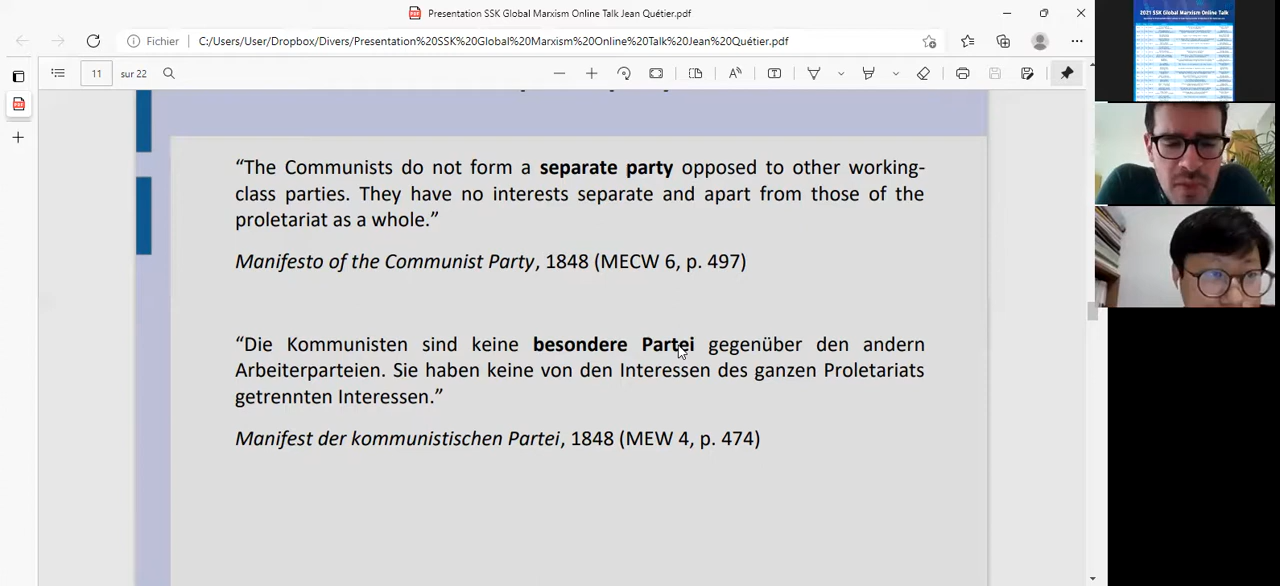 Presentation SSK Global Marxism Online Talk Jean Quétier.pdf
Fichier C:/Users/User/Dropbox/Divers/Presentation%20SSK%20Global%20Marxism%20Online%20Talk%20Jean%20Quétier.pdf
11 sur 22
2021 SSK Global Marxism Online Talk
“The Communists do not form a separate party opposed to other working-
class parties. They have no interests separate and apart from those of the
proletariat as a whole.”
Manifesto of the Communist Party, 1848 (MECW 6, p. 497)
“Die Kommunisten sind keine besondere Partei gegenüber den andern
Arbeiterparteien. Sie haben keine von den Interessen des ganzen Proletariats
getrennten Interessen.”
Manifest der kommunistischen Partei, 1848 (MEW 4, p. 474)